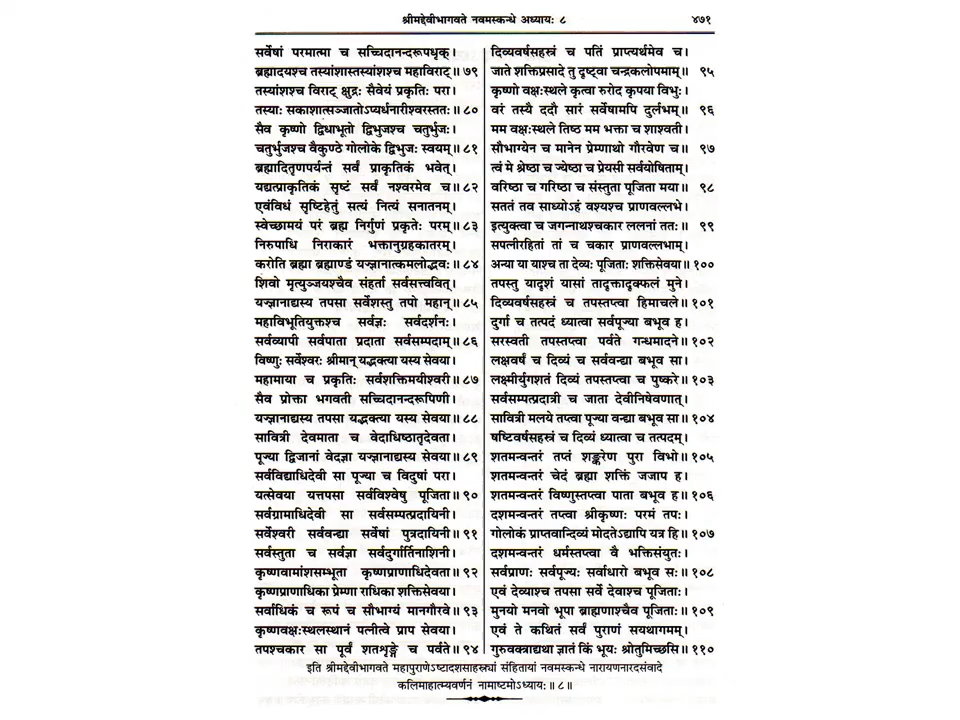 श्रीमद्देवीभागवते नवमस्कन्धे अध्यायः ८ ४७१
सर्वेषां परमात्मा च सच्चिदानन्दरूपधृक्।
ब्रह्मादयश्च तस्यांशास्तस्यांशश्च महाविराट्॥ ७९
तस्यांशश्च विराट् क्षुद्रः सैवेयं प्रकृतिः परा।
तस्याः सकाशात्सञ्जातोऽप्यर्धनारीश्वरस्ततः॥ ८०
सैव कृष्णो द्विधाभूतो द्विभुजश्च चतुर्भुजः।
चतुर्भुजश्च वैकुण्ठे गोलोके द्विभुजः स्वयम्॥ ८१
ब्रह्मादितृणपर्यन्तं सर्वं प्राकृतिकं भवेत्।
यद्यत्प्राकृतिकं सृष्टं सर्वं नश्वरमेव च॥ ८२
एवंविधं सृष्टिहेतुं सत्यं नित्यं सनातनम्।
स्वेच्छामयं परं ब्रह्म निर्गुणं प्रकृतेः परम्॥ ८३
निरुपाधि निराकारं भक्तानुग्रहकातरम्।
करोति ब्रह्मा ब्रह्माण्डं यज्ज्ञानात्कमलोद्भवः॥ ८४
शिवो मृत्युञ्जयश्चैव संहर्ता सर्वसत्त्ववित्।
यज्ज्ञानाद्यस्य तपसा सर्वेशस्तु तपो महान्॥ ८५
महाविभूतियुक्तश्च सर्वज्ञः सर्वदर्शनः।
सर्वव्यापी सर्वपाता प्रदाता सर्वसम्पदाम्॥ ८६
विष्णुः सर्वेश्वरः श्रीमान् यद्भक्त्या यस्य सेवया।
महामाया च प्रकृतिः सर्वशक्तिमयीश्वरी॥ ८७
सैव प्रोक्ता भगवती सच्चिदानन्दरूपिणी।
यज्ज्ञानाद्यस्य तपसा यद्भक्त्या यस्य सेवया॥ ८८
सावित्री देवमाता च वेदाधिष्ठातृदेवता।
पूज्या द्विजानां वेदज्ञा यज्ज्ञानाद्यस्य सेवया॥ ८९
सर्वविद्याधिदेवी सा पूज्या च विदुषां परा।
यत्सेवया यत्तपसा सर्वविश्वेषु पूजिता॥ ९०
सर्वग्रामाधिदेवी सा सर्वसम्पत्प्रदायिनी।
सर्वेश्वरी सर्ववन्द्या सर्वेषां पुत्रदायिनी॥ ९१
सर्वस्तुता च सर्वज्ञा सर्वदुर्गार्तिनाशिनी।
कृष्णवामांशसम्भूता कृष्णप्राणाधिदेवता॥ ९२
कृष्णप्राणाधिका प्रेम्णा राधिका शक्तिसेवया।
सर्वाधिकं च रूपं च सौभाग्यं मानगौरवे॥ ९३
कृष्णवक्षःस्थलस्थानं पत्नीत्वे प्राप सेवया।
तपश्चकार सा पूर्वं शतशृङ्गे च पर्वते॥ ९४
दिव्यवर्षसहस्रं च पतिं प्राप्त्यर्थमेव च।
जाते शक्तिप्रसादे तु दृष्ट्वा चन्द्रकलोपमाम्॥ ९५
कृष्णो वक्षःस्थले कृत्वा रुरोद कृपया विभुः।
वरं तस्यै ददौ सारं सर्वेषामपि दुर्लभम्॥ ९६
मम वक्षःस्थले तिष्ठ मम भक्ता च शाश्वती।
सौभाग्येन च मानेन प्रेम्णाथो गौरवेण च॥ ९७
त्वं मे श्रेष्ठा च ज्येष्ठा च प्रेयसी सर्वयोषिताम्।
वरिष्ठा च गरिष्ठा च संस्तुता पूजिता मया॥ ९८
सततं तव साध्योऽहं वश्यश्च प्राणवल्लभे।
इत्युक्त्वा च जगन्नाथश्चकार ललनां ततः॥ ९९
सपत्नीरहितां तां च चकार प्राणवल्लभाम्।
अन्या या याश्च ता देव्यः पूजिताः शक्तिसेवया॥ १००
तपस्तु यादृशं यासां तादृक्तादृक्फलं मुने।
दिव्यवर्षसहस्रं च तपस्तप्त्वा हिमाचले॥ १०१
दुर्गा च तत्पदं ध्यात्वा सर्वपूज्या बभूव ह।
सरस्वती तपस्तप्त्वा पर्वते गन्धमादने॥ १०२
लक्षवर्षं च दिव्यं च सर्ववन्द्या बभूव सा।
लक्ष्मीर्युगशतं दिव्यं तपस्तप्त्वा च पुष्करे॥ १०३
सर्वसम्पत्प्रदात्री च जाता देवीनिषेवणात्।
सावित्री मलये तप्त्वा पूज्या वन्द्या बभूव सा॥ १०४
षष्टिवर्षसहस्रं च दिव्यं ध्यात्वा च तत्पदम्।
शतमन्वन्तरं तप्तं शङ्करेण पुरा विभो॥ १०५
शतमन्वन्तरं चेदं ब्रह्मा शक्तिं जजाप ह।
शतमन्वन्तरं विष्णुस्तप्त्वा पाता बभूव ह॥ १०६
दशमन्वन्तरं तप्त्वा श्रीकृष्णः परमं तपः।
गोलोकं प्राप्तवान्दिव्यं मोदतेऽद्यापि यत्र हि॥ १०७
दशमन्वन्तरं धर्मस्तप्त्वा वै भक्तिसंयुतः।
सर्वप्राणः सर्वपूज्यः सर्वाधारो बभूव सः॥ १०८
एवं देव्याश्च तपसा सर्वे देवाश्च पूजिताः।
मुनयो मनवो भूपा ब्राह्मणाश्चैव पूजिताः॥ १०९
एवं ते कथितं सर्वं पुराणं सयथागमम्।
गुरुवक्त्राद्यथा ज्ञातं किं भूयः श्रोतुमिच्छसि॥ ११०
इति श्रीमद्देवीभागवते महापुराणेऽष्टादशसाहस्र्यां संहितायां नवमस्कन्धे नारायणनारदसंवादे
कलिमाहात्म्यवर्णनं नामाष्टमोऽध्यायः॥ ८॥